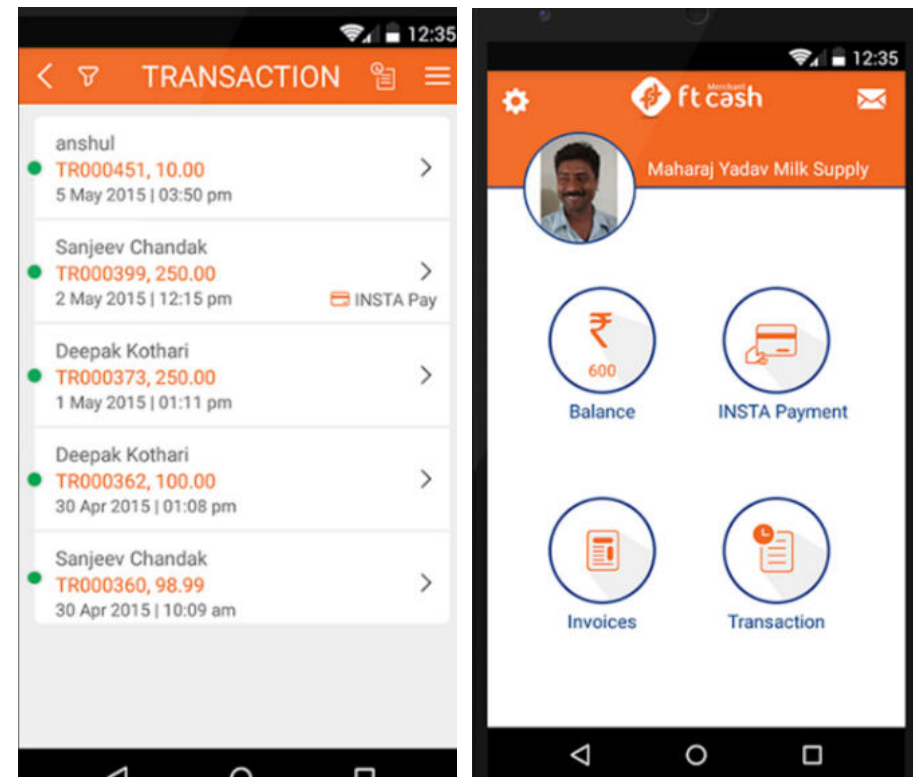 12:35
TRANSACTION
anshul
TR000451, 10.00
5 May 2015 | 03:50 pm
Sanjeev Chandak
TR000399, 250.00
2 May 2015 | 12:15 pm
INSTA Pay
Deepak Kothari
TR000373, 250.00
1 May 2015 | 01:11 pm
Deepak Kothari
TR000362, 100.00
30 Apr 2015 | 01:08 pm
Sanjeev Chandak
TR000360, 98.99
30 Apr 2015 | 10:09 am
12:35
Merchant
ftcash
Maharaj Yadav Milk Supply
₹
600
Balance
INSTA Payment
Invoices
Transaction